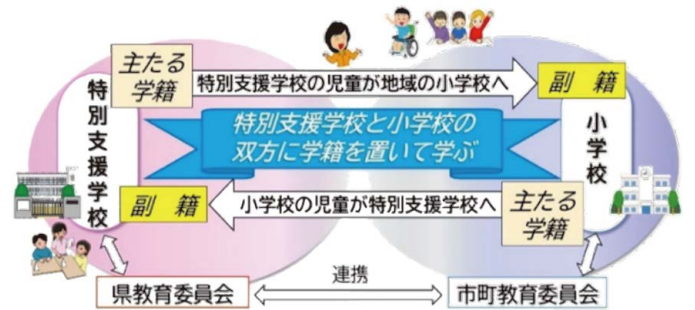 主たる
学籍
特別支援学校の児童が地域の小学校へ
副 籍
特別支援学校
特別支援学校と小学校の
双方に学籍を置いて学ぶ
小学校
副 籍
小学校の児童が特別支援学校へ
主たる
学籍
県教育委員会
連携
市町教育委員会